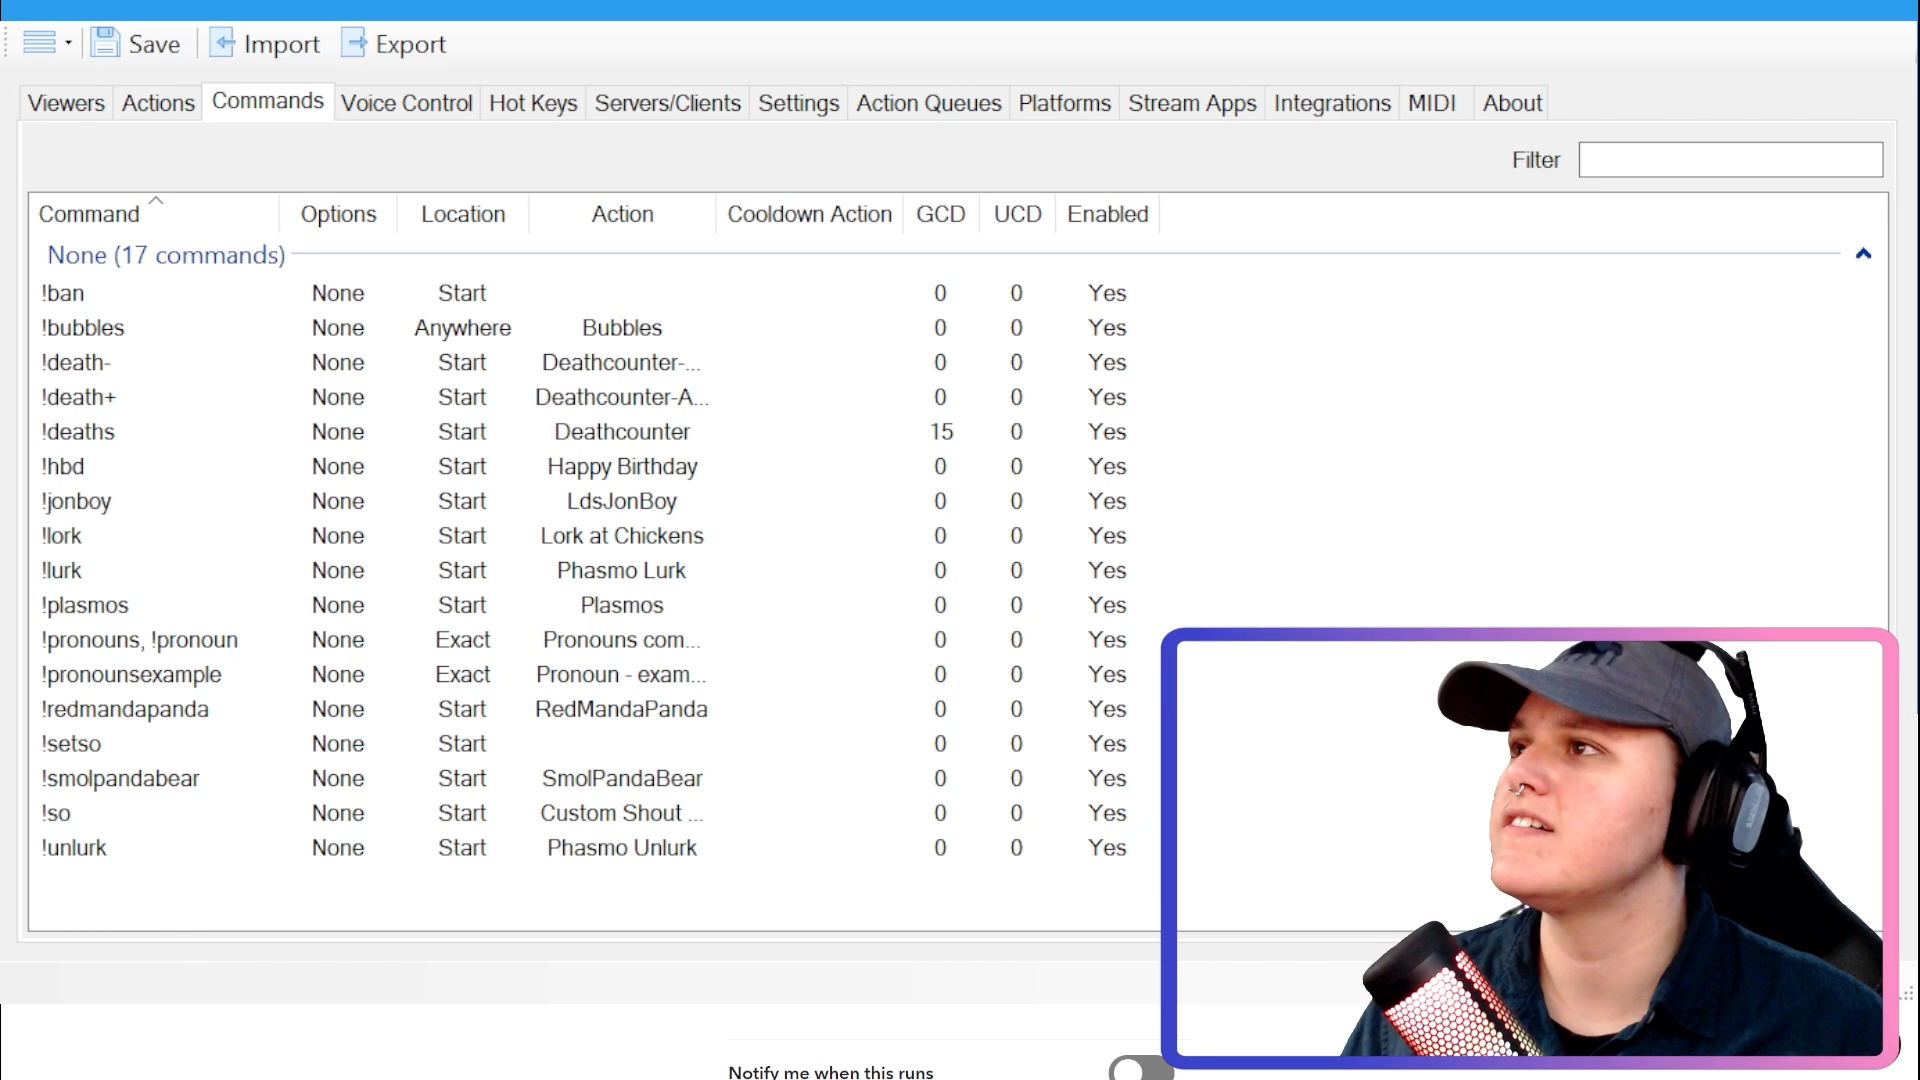 Save Import Export
Viewers Actions Commands Voice Control Hot Keys Servers/Clients Settings Action Queues Platforms Stream Apps Integrations MIDI About
Filter
Command Options Location Action Cooldown Action GCD UCD Enabled
None (17 commands)
!ban None Start 0 0 Yes
!bubbles None Anywhere Bubbles 0 0 Yes
!death- None Start Deathcounter-... 0 0 Yes
!death+ None Start Deathcounter-A... 0 0 Yes
!deaths None Start Deathcounter 15 0 Yes
!hbd None Start Happy Birthday 0 0 Yes
!jonboy None Start LdsJonBoy 0 0 Yes
!lork None Start Lork at Chickens 0 0 Yes
!lurk None Start Phasmo Lurk 0 0 Yes
!plasmos None Start Plasmos 0 0 Yes
!pronouns, !pronoun None Exact Pronouns com... 0 0 Yes
!pronounsexample None Exact Pronoun - exam... 0 0 Yes
!redmandapanda None Start RedMandaPanda 0 0 Yes
!setso None Start 0 0 Yes
!smolpandabear None Start SmolPandaBear 0 0 Yes
!so None Start Custom Shout ... 0 0 Yes
!unlurk None Start Phasmo Unlurk 0 0 Yes
Notify me when this runs